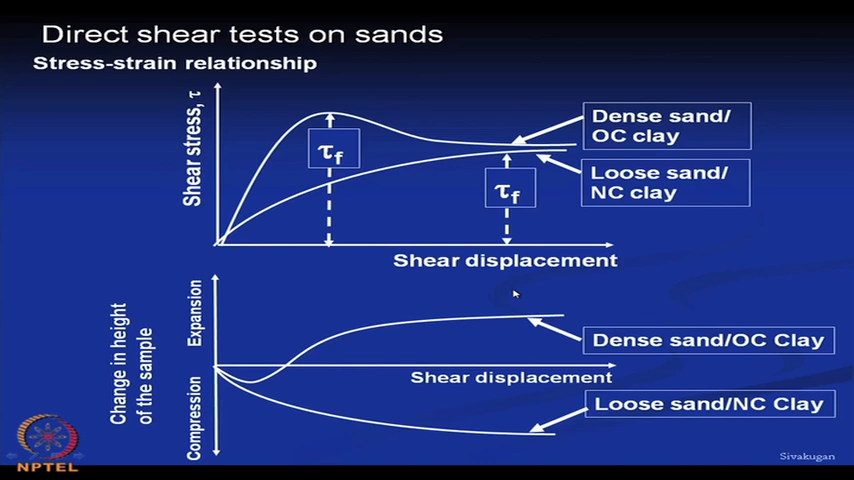 Direct shear tests on sands
Stress-strain relationship
Shear stress, τ
τf
τf
Dense sand/
OC clay
Loose sand/
NC clay
Shear displacement
Change in height
of the sample
Expansion
Compression
Dense sand/OC Clay
Shear displacement
Loose sand/NC Clay
NPTEL
Sivakugan